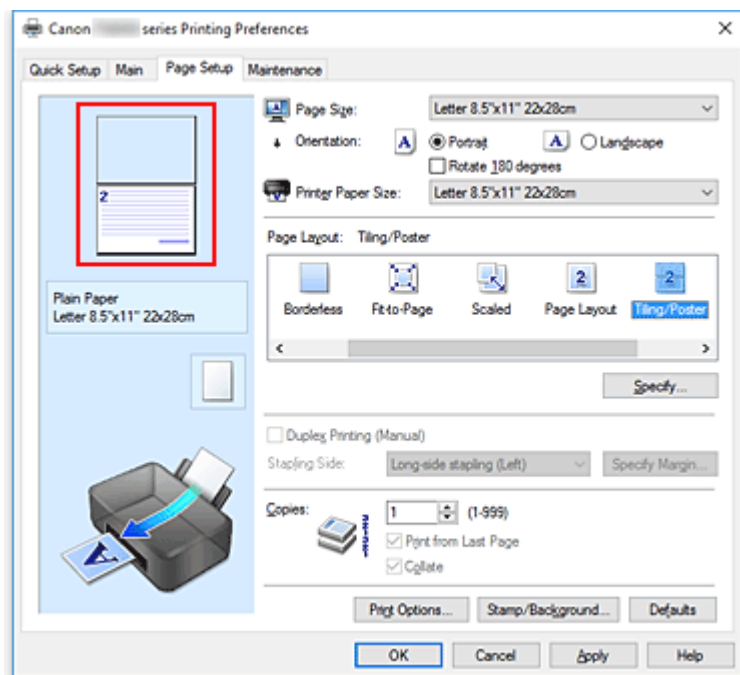 Canon series Printing Preferences
Quick Setup Main Page Setup Maintenance
2
Plain Paper
Letter 8.5"x11" 22x28cm
A
Page Size: Letter 8.5"x11" 22x28cm
Orientation: A Portrait A Landscape
Rotate 180 degrees
Printer Paper Size: Letter 8.5"x11" 22x28cm
Page Layout: Tiling/Poster
2 2
Borderless Fit-to-Page Scaled Page Layout Tiling/Poster
Specify...
Duplex Printing (Manual)
Stapling Side: Long-side stapling (Left) Specify Margin...
Copies: 1 (1-999)
Print from Last Page
Collate
Print Options... Stamp/Background... Defaults
OK Cancel Apply Help